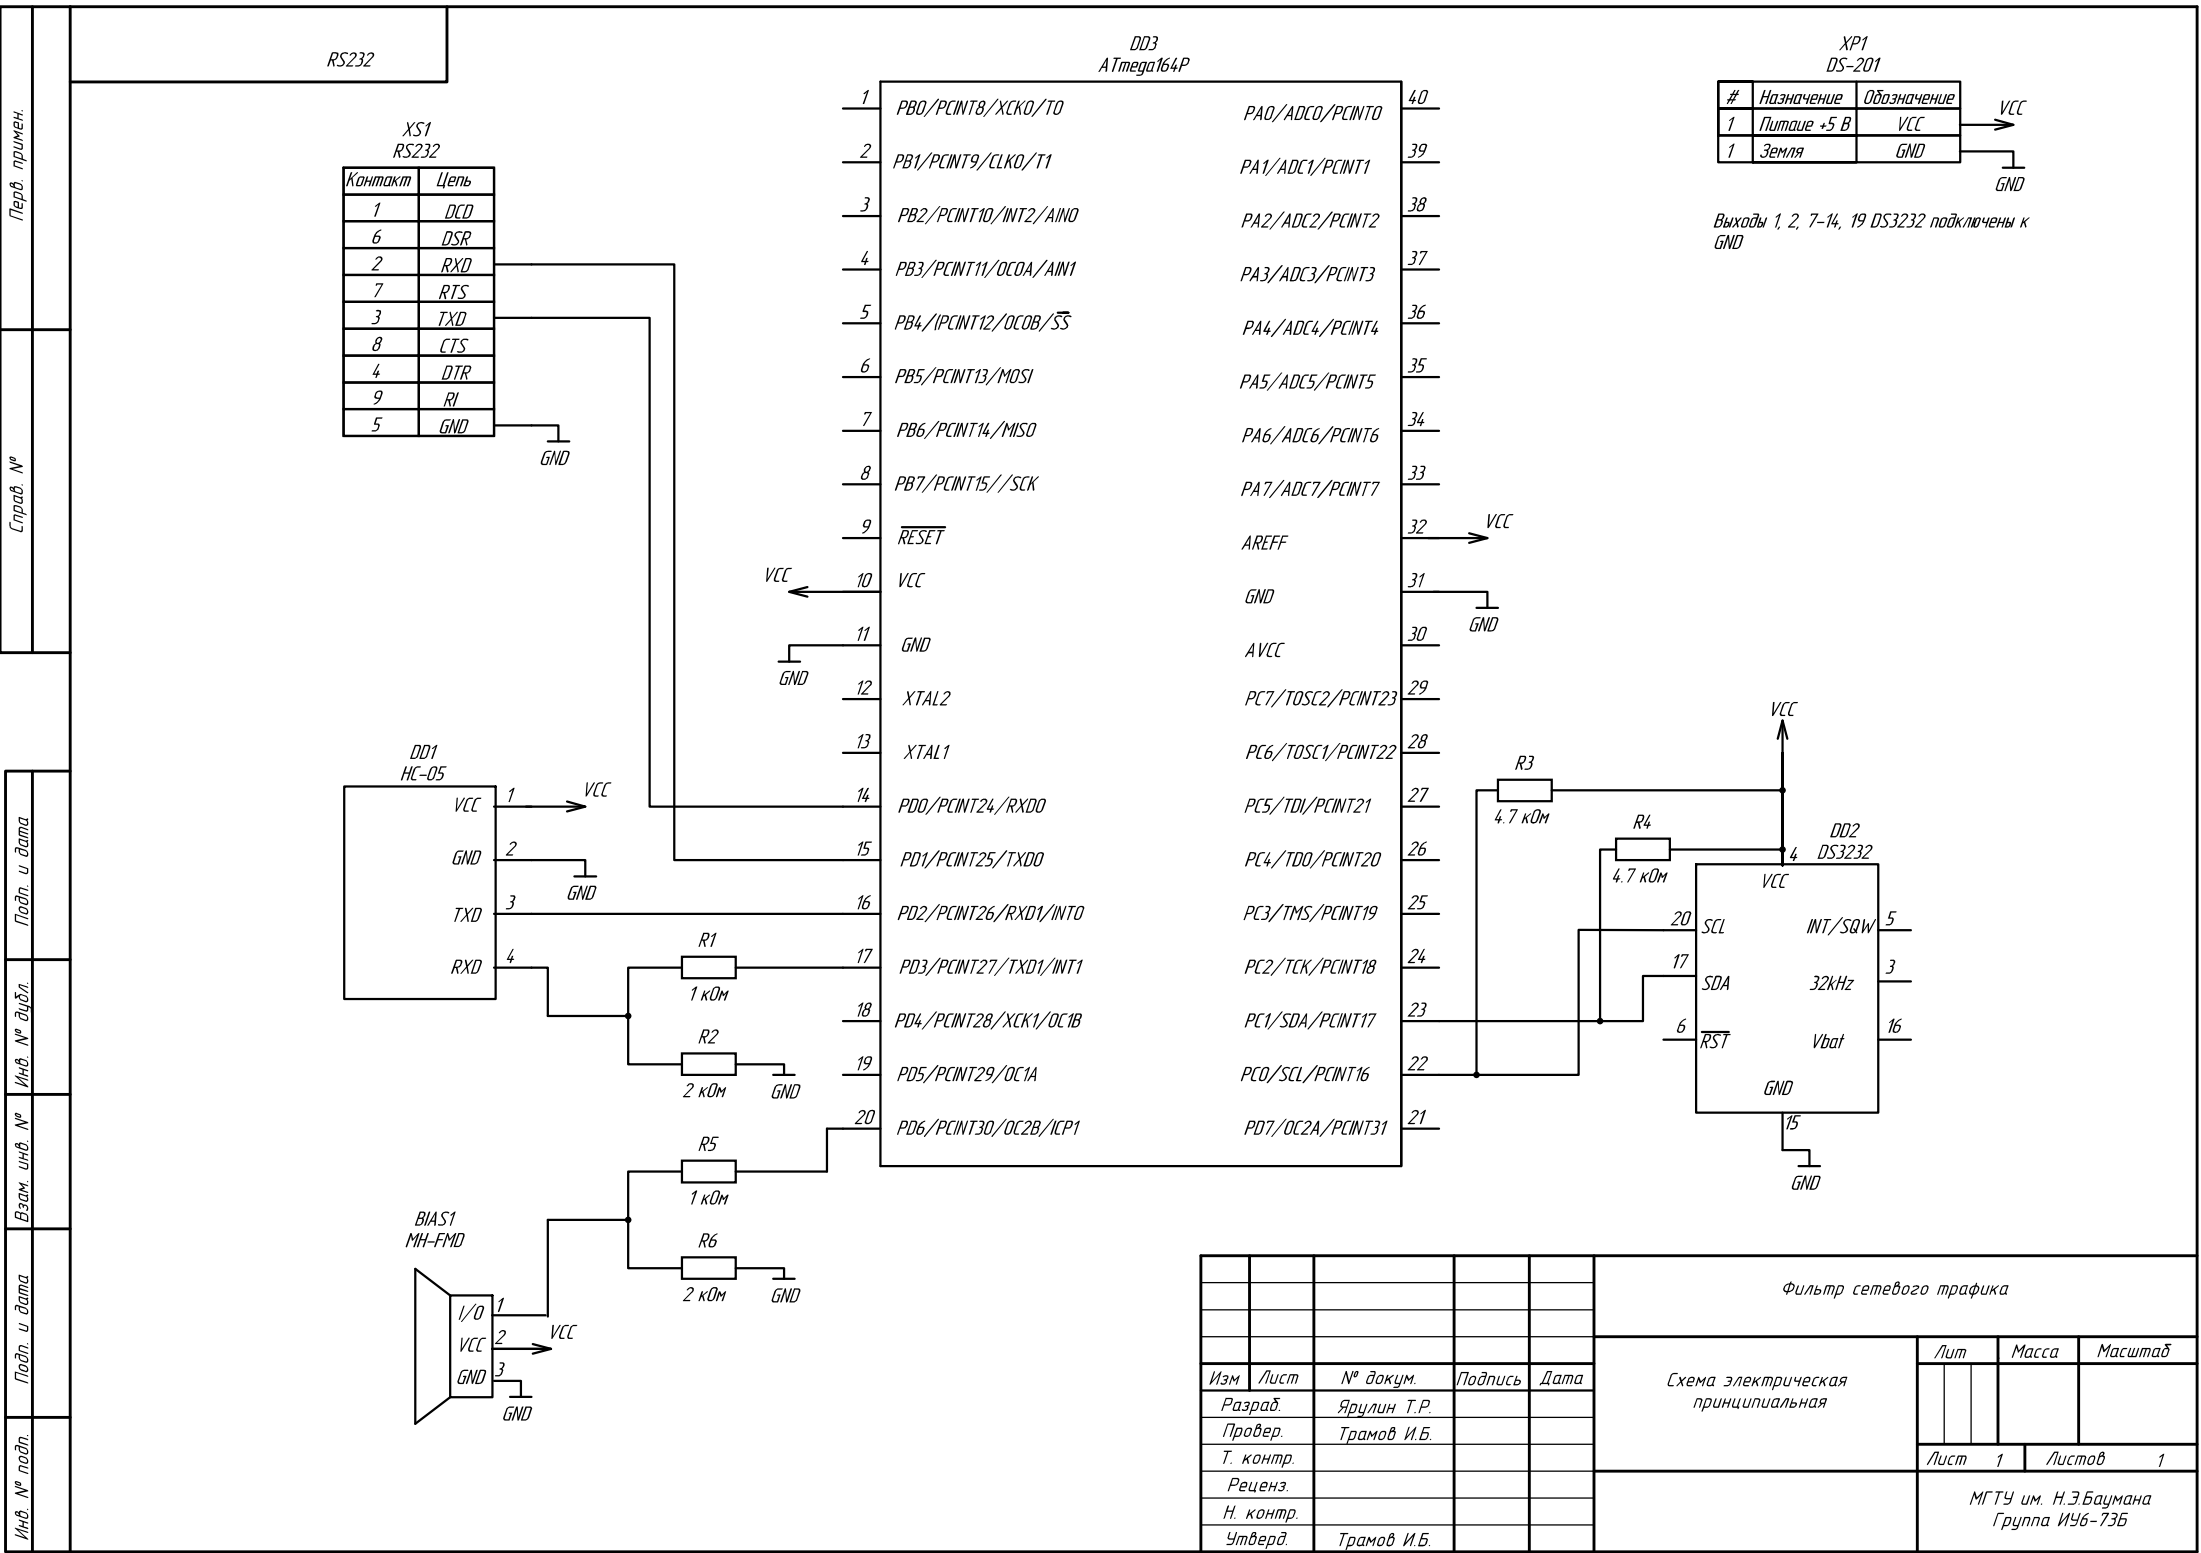 RS232
Перв. примен.
Справ. №
Подп. и дата
Инв. № дубл.
Взам. инв. №
Подп. и дата
Инв. № подп.
XS1
RS232
Контакт Цепь
1 DCD
6 DSR
2 RXD
7 RTS
3 TXD
8 CTS
4 DTR
9 RI
5 GND
GND
DD1
HC-05
VCC 1 VCC
GND 2
GND
TXD 3
RXD 4
R1
1 кОм
R2
2 кОм
GND
R5
1 кОм
R6
2 кОм
GND
BIAS1
MH-FMD
I/O 1
VCC 2 VCC
GND 3
GND
DD3
ATmega164P
1 PB0/PCINT8/XCK0/T0
2 PB1/PCINT9/CLKO/T1
3 PB2/PCINT10/INT2/AIN0
4 PB3/PCINT11/OC0A/AIN1
5 PB4/(PCINT12/OC0B/SS
6 PB5/PCINT13/MOSI
7 PB6/PCINT14/MISO
8 PB7/PCINT15//SCK
9 RESET
VCC 10 VCC
11 GND
GND
12 XTAL2
13 XTAL1
14 PD0/PCINT24/RXD0
15 PD1/PCINT25/TXD0
16 PD2/PCINT26/RXD1/INT0
17 PD3/PCINT27/TXD1/INT1
18 PD4/PCINT28/XCK1/OC1B
19 PD5/PCINT29/OC1A
20 PD6/PCINT30/OC2B/ICP1
PA0/ADC0/PCINT0 40
PA1/ADC1/PCINT1 39
PA2/ADC2/PCINT2 38
PA3/ADC3/PCINT3 37
PA4/ADC4/PCINT4 36
PA5/ADC5/PCINT5 35
PA6/ADC6/PCINT6 34
PA7/ADC7/PCINT7 33
AREFF 32 VCC
GND 31
GND
AVCC 30
PC7/TOSC2/PCINT23 29
PC6/TOSC1/PCINT22 28
PC5/TDI/PCINT21 27
PC4/TDO/PCINT20 26
PC3/TMS/PCINT19 25
PC2/TCK/PCINT18 24
PC1/SDA/PCINT17 23
PC0/SCL/PCINT16 22
PD7/OC2A/PCINT31 21
XP1
DS-201
# Назначение Обозначение
1 Питаие +5 В VCC VCC
1 Земля GND
GND
Выходы 1, 2, 7-14, 19 DS3232 подключены к
GND
VCC
R3
4.7 кОм
R4
4.7 кОм
DD2
DS3232
4
VCC
20 SCL INT/SQW 5
17 SDA 32kHz 3
6 RST Vbat 16
GND
15
GND
Фильтр сетевого трафика
Схема электрическая
принципиальная
Лит Масса Масштаб
Лист 1 Листов 1
МГТУ им. Н.Э.Баумана
Группа ИУ6-73Б
Изм Лист № докум. Подпись Дата
Разраб. Ярулин Т.Р.
Провер. Трамов И.Б.
Т. контр.
Реценз.
Н. контр.
Утверд. Трамов И.Б.